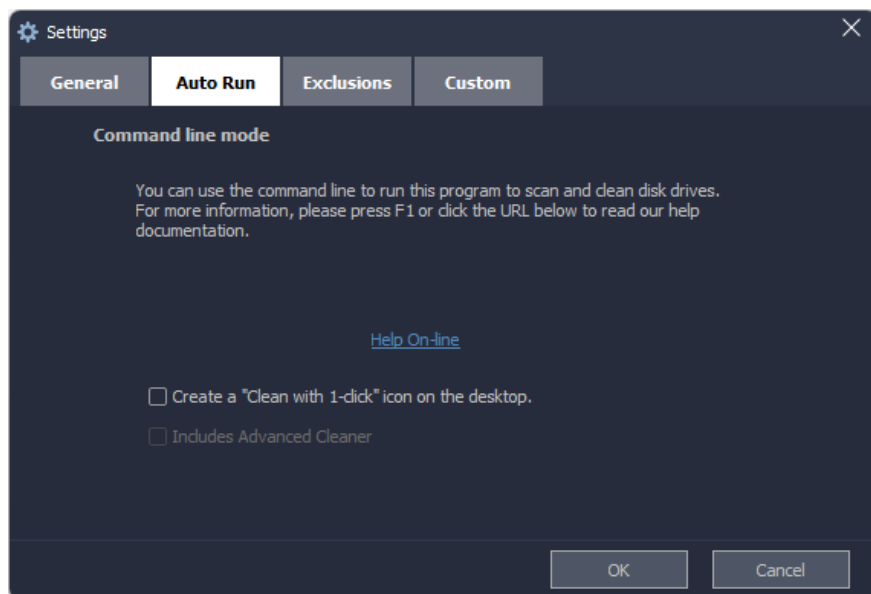 Settings
General Auto Run Exclusions Custom
Command line mode
You can use the command line to run this program to scan and clean disk drives.
For more information, please press F1 or click the URL below to read our help
documentation.
Help On-line
Create a "Clean with 1-click" icon on the desktop.
Includes Advanced Cleaner
OK Cancel